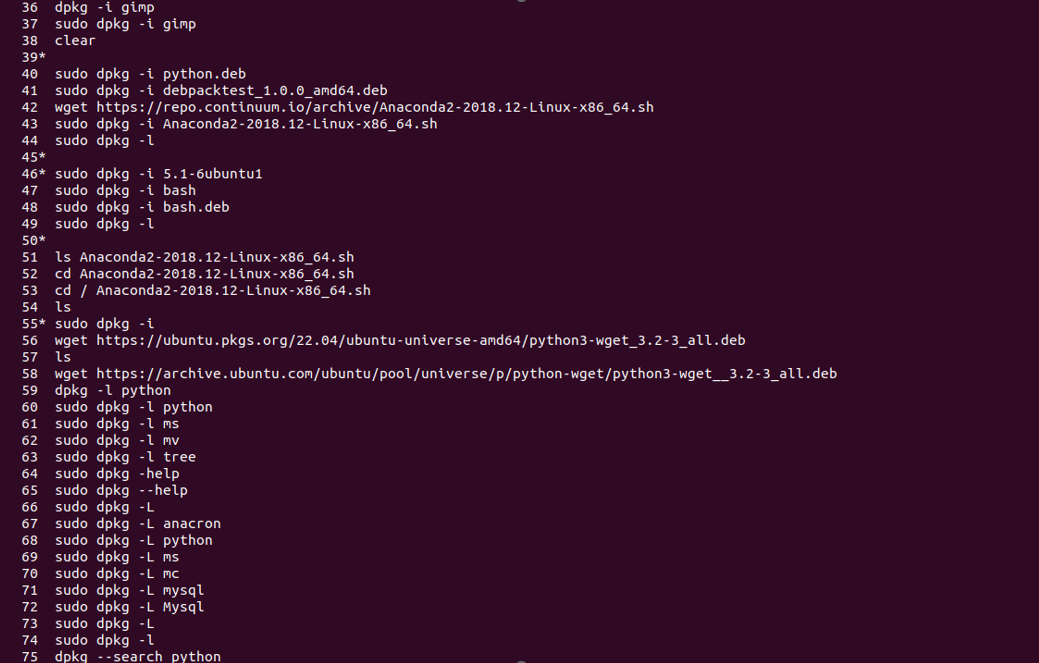 36 dpkg -i gimp
37 sudo dpkg -i gimp
38 clear
39*
40 sudo dpkg -i python.deb
41 sudo dpkg -i debpacktest_1.0.0_amd64.deb
42 wget https://repo.continuum.io/archive/Anaconda2-2018.12-Linux-x86_64.sh
43 sudo dpkg -i Anaconda2-2018.12-Linux-x86_64.sh
44 sudo dpkg -l
45*
46* sudo dpkg -i 5.1-6ubuntu1
47 sudo dpkg -i bash
48 sudo dpkg -i bash.deb
49 sudo dpkg -l
50*
51 ls Anaconda2-2018.12-Linux-x86_64.sh
52 cd Anaconda2-2018.12-Linux-x86_64.sh
53 cd / Anaconda2-2018.12-Linux-x86_64.sh
54 ls
55* sudo dpkg -i
56 wget https://ubuntu.pkgs.org/22.04/ubuntu-universe-amd64/python3-wget_3.2-3_all.deb
57 ls
58 wget https://archive.ubuntu.com/ubuntu/pool/universe/p/python-wget/python3-wget__3.2-3_all.deb
59 dpkg -l python
60 sudo dpkg -l python
61 sudo dpkg -l ms
62 sudo dpkg -l mv
63 sudo dpkg -l tree
64 sudo dpkg -help
65 sudo dpkg --help
66 sudo dpkg -L
67 sudo dpkg -L anacron
68 sudo dpkg -L python
69 sudo dpkg -L ms
70 sudo dpkg -L mc
71 sudo dpkg -L mysql
72 sudo dpkg -L Mysql
73 sudo dpkg -L
74 sudo dpkg -l
75 dpkg --search python